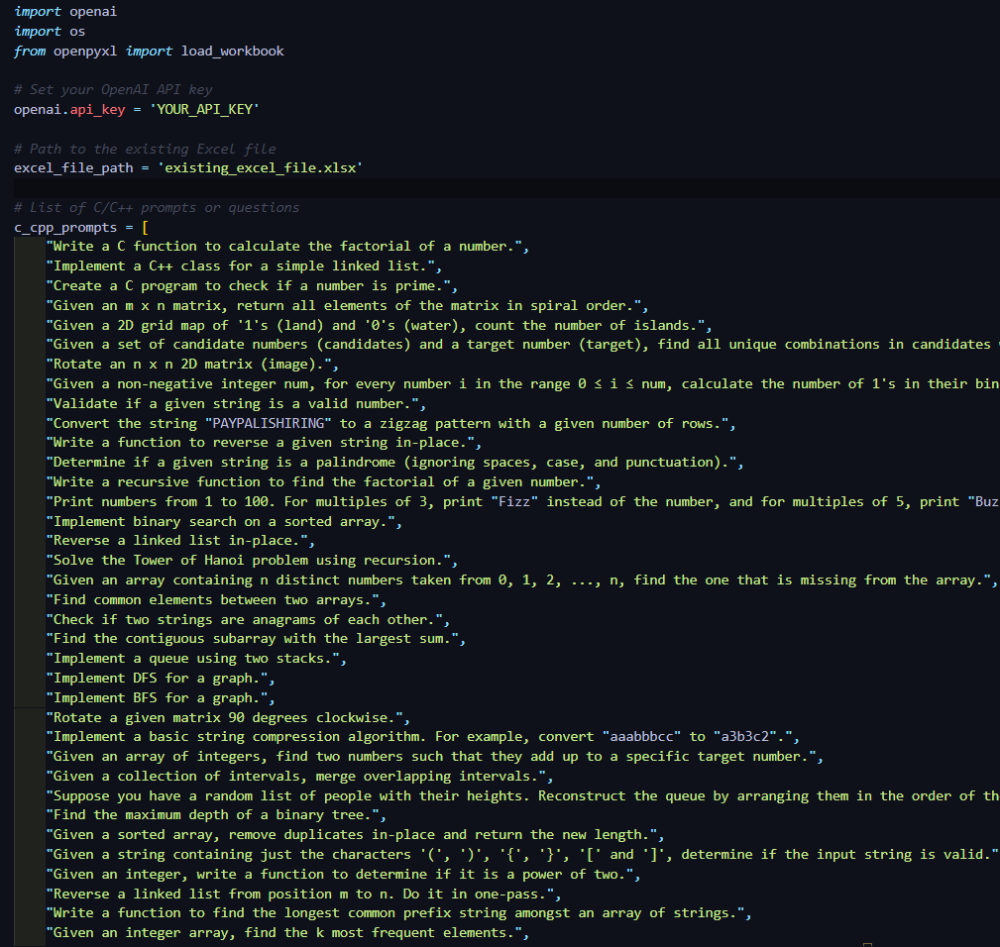 import openai
import os
from openpyxl import load_workbook
# Set your OpenAI API key
openai.api_key = 'YOUR_API_KEY'
# Path to the existing Excel file
excel_file_path = 'existing_excel_file.xlsx'
# List of C/C++ prompts or questions
c_cpp_prompts = [
"Write a C function to calculate the factorial of a number.",
"Implement a C++ class for a simple linked list.",
"Create a C program to check if a number is prime.",
"Given an m x n matrix, return all elements of the matrix in spiral order.",
"Given a 2D grid map of '1's (land) and '0's (water), count the number of islands.",
"Given a set of candidate numbers (candidates) and a target number (target), find all unique combinations in candidates
"Rotate an n x n 2D matrix (image).",
"Given a non-negative integer num, for every number i in the range 0 ≤ i ≤ num, calculate the number of 1's in their bin
"Validate if a given string is a valid number.",
"Convert the string "PAYPALISHIRING" to a zigzag pattern with a given number of rows.",
"Write a function to reverse a given string in-place.",
"Determine if a given string is a palindrome (ignoring spaces, case, and punctuation).",
"Write a recursive function to find the factorial of a given number.",
"Print numbers from 1 to 100. For multiples of 3, print "Fizz" instead of the number, and for multiples of 5, print "Buz
"Implement binary search on a sorted array.",
"Reverse a linked list in-place.",
"Solve the Tower of Hanoi problem using recursion.",
"Given an array containing n distinct numbers taken from 0, 1, 2, ..., n, find the one that is missing from the array.",
"Find common elements between two arrays.",
"Check if two strings are anagrams of each other.",
"Find the contiguous subarray with the largest sum.",
"Implement a queue using two stacks.",
"Implement DFS for a graph.",
"Implement BFS for a graph.",
"Rotate a given matrix 90 degrees clockwise.",
"Implement a basic string compression algorithm. For example, convert "aaabbbcc" to "a3b3c2".",
"Given an array of integers, find two numbers such that they add up to a specific target number.",
"Given a collection of intervals, merge overlapping intervals.",
"Suppose you have a random list of people with their heights. Reconstruct the queue by arranging them in the order of th
"Find the maximum depth of a binary tree.",
"Given a sorted array, remove duplicates in-place and return the new length.",
"Given a string containing just the characters '(', ')', '{', '}', '[' and ']', determine if the input string is valid."
"Given an integer, write a function to determine if it is a power of two.",
"Reverse a linked list from position m to n. Do it in one-pass.",
"Write a function to find the longest common prefix string amongst an array of strings.",
"Given an integer array, find the k most frequent elements.",